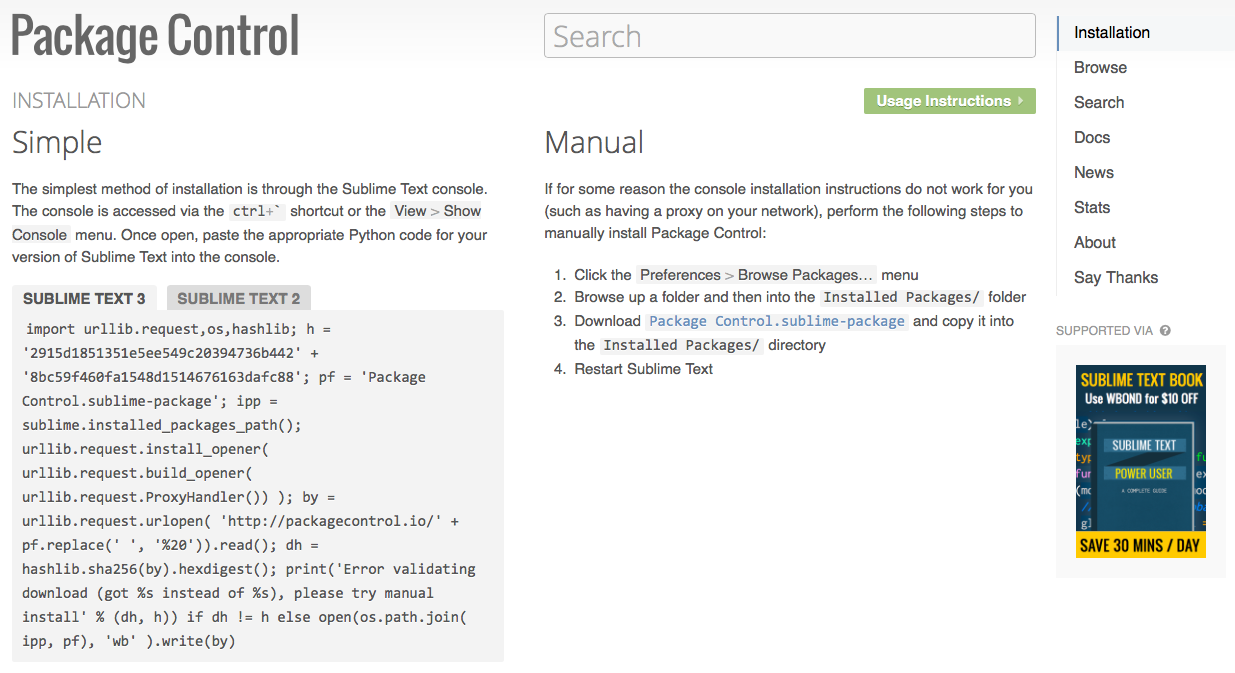 Package Control
Search
INSTALLATION
Usage Instructions
Simple
The simplest method of installation is through the Sublime Text console.
The console is accessed via the ctrl+` shortcut or the View > Show
Console menu. Once open, paste the appropriate Python code for your
version of Sublime Text into the console.
SUBLIME TEXT 3 SUBLIME TEXT 2
import urllib.request,os,hashlib; h =
'2915d1851351e5ee549c20394736b442' +
'8bc59f460fa1548d1514676163dafc88'; pf = 'Package
Control.sublime-package'; ipp =
sublime.installed_packages_path();
urllib.request.install_opener(
urllib.request.build_opener(
urllib.request.ProxyHandler()) ); by =
urllib.request.urlopen( 'http://packagecontrol.io/' +
pf.replace(' ', '%20')).read(); dh =
hashlib.sha256(by).hexdigest(); print('Error validating
download (got %s instead of %s), please try manual
install' % (dh, h)) if dh != h else open(os.path.join(
ipp, pf), 'wb' ).write(by)
Manual
If for some reason the console installation instructions do not work for you
(such as having a proxy on your network), perform the following steps to
manually install Package Control:
1. Click the Preferences > Browse Packages… menu
2. Browse up a folder and then into the Installed Packages/ folder
3. Download Package Control.sublime-package and copy it into
the Installed Packages/ directory
4. Restart Sublime Text
Installation
Browse
Search
Docs
News
Stats
About
Say Thanks
SUPPORTED VIA ?
SUBLIME TEXT BOOK
Use WBOND for $10 OFF
SUBLIME TEXT
POWER USER
A COMPLETE GUIDE
SAVE 30 MINS / DAY